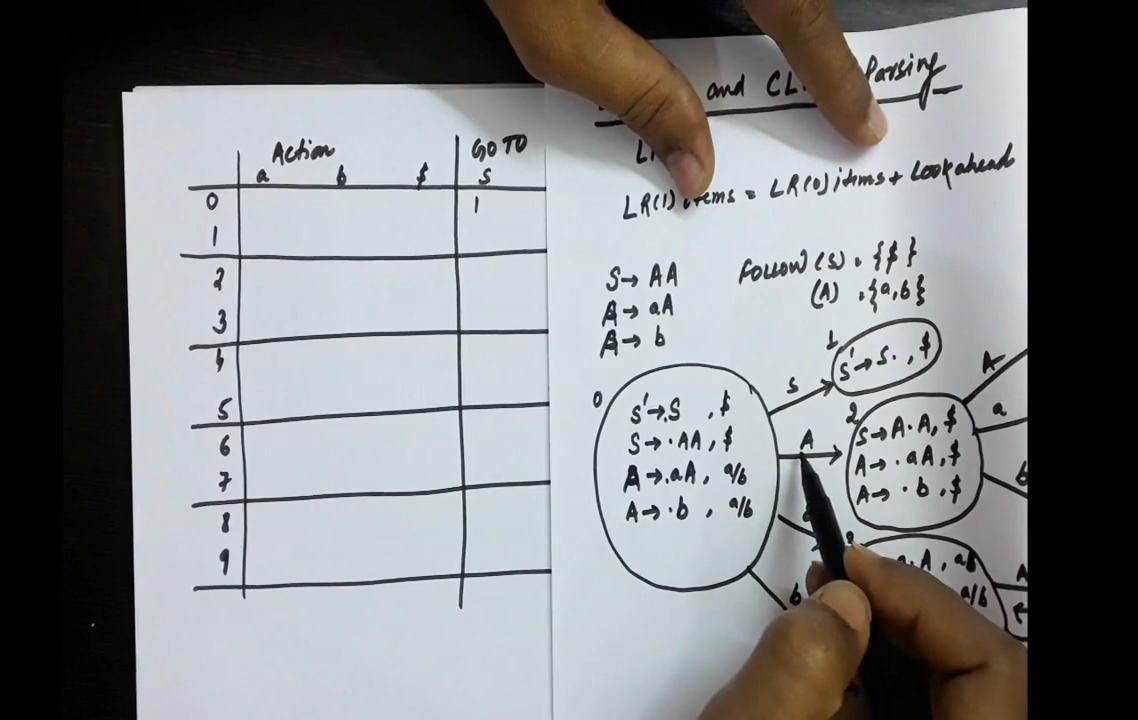 Action GOTO
a b $ S
0 1
1
2
3
4
5
6
7
8
9
and Parsing
LR(1) items = LR(0) items + Lookahead
S→AA
A→aA
A→b
FOLLOW(S) = {$}
(A) = {a,b}
0
S'→.S , $
S→.AA, $
A→.aA, a/b
A→.b , a/b
S
A
b
1
S'→S. , $
2
S→A.A, $
A→.aA, $
A→.b, $
A
a
b
a.A, a/b
a/b
A